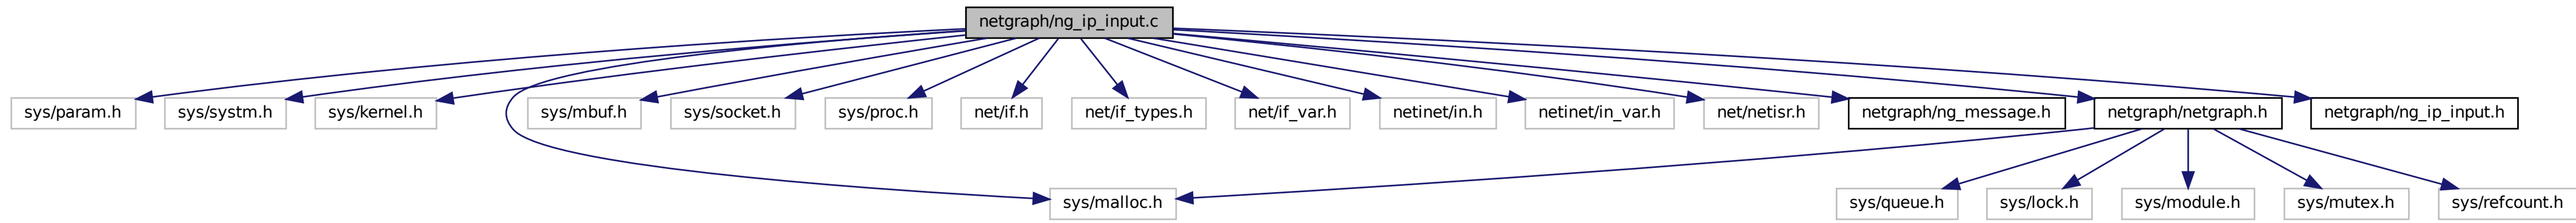 netgraph/ng_ip_input.c
sys/param.h
sys/systm.h
sys/kernel.h
sys/mbuf.h
sys/socket.h
sys/proc.h
net/if.h
net/if_types.h
net/if_var.h
netinet/in.h
netinet/in_var.h
net/netisr.h
netgraph/ng_message.h
netgraph/netgraph.h
netgraph/ng_ip_input.h
sys/malloc.h
sys/queue.h
sys/lock.h
sys/module.h
sys/mutex.h
sys/refcount.h